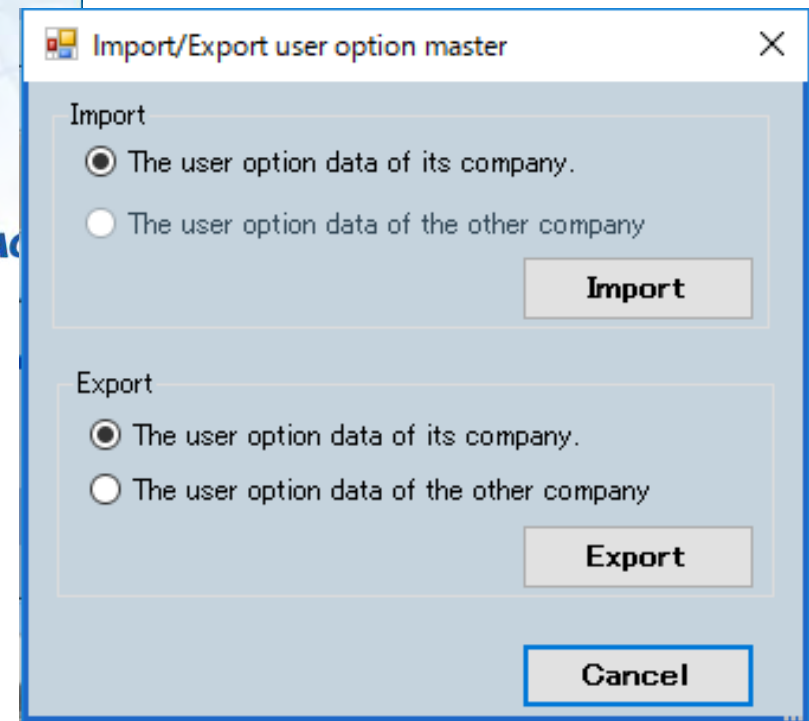 Import/Export user option master
Import
The user option data of its company.
The user option data of the other company
Import
Export
The user option data of its company.
The user option data of the other company
Export
Cancel